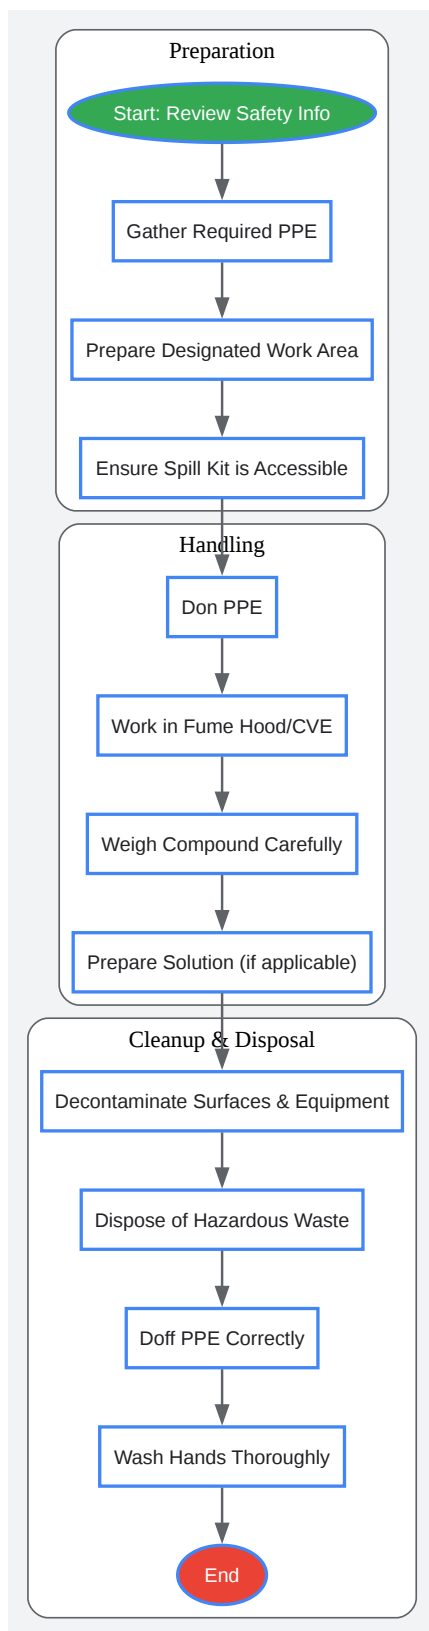 Preparation
Start: Review Safety Info
Gather Required PPE
Prepare Designated Work Area
Ensure Spill Kit is Accessible
Handling
Don PPE
Work in Fume Hood/CVE
Weigh Compound Carefully
Prepare Solution (if applicable)
Cleanup & Disposal
Decontaminate Surfaces & Equipment
Dispose of Hazardous Waste
Doff PPE Correctly
Wash Hands Thoroughly
End